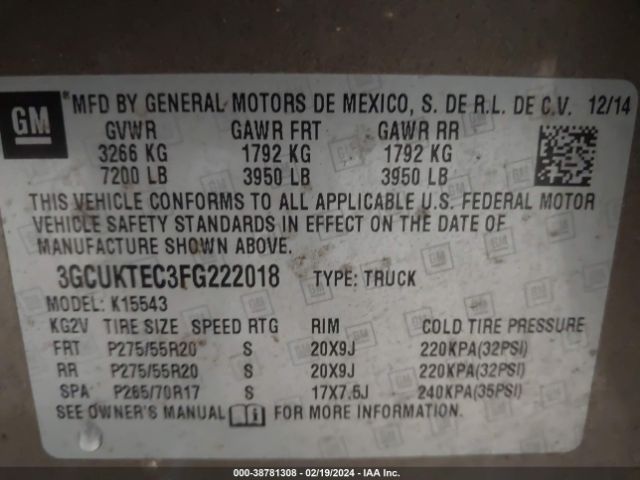 GM ® MFD BY GENERAL MOTORS DE MEXICO, S. DE R.L. DE C.V. 12/14
GVWR GAWR FRT GAWR RR
3266 KG 1792 KG 1792 KG
7200 LB 3950 LB 3950 LB
THIS VEHICLE CONFORMS TO ALL APPLICABLE U.S. FEDERAL MOTOR
VEHICLE SAFETY STANDARDS IN EFFECT ON THE DATE OF
MANUFACTURE SHOWN ABOVE.
3GCUKTEC3FG222018 TYPE: TRUCK
MODEL: K15543
KG2V TIRE SIZE SPEED RTG RIM COLD TIRE PRESSURE
FRT P275/55R20 S 20X9J 220KPA(32PSI)
RR P275/55R20 S 20X9J 220KPA(32PSI)
SPA P265/70R17 S 17X7.5J 240KPA(35PSI)
SEE OWNER'S MANUAL FOR MORE INFORMATION.
000-38781308 - 02/19/2024 - IAA Inc.